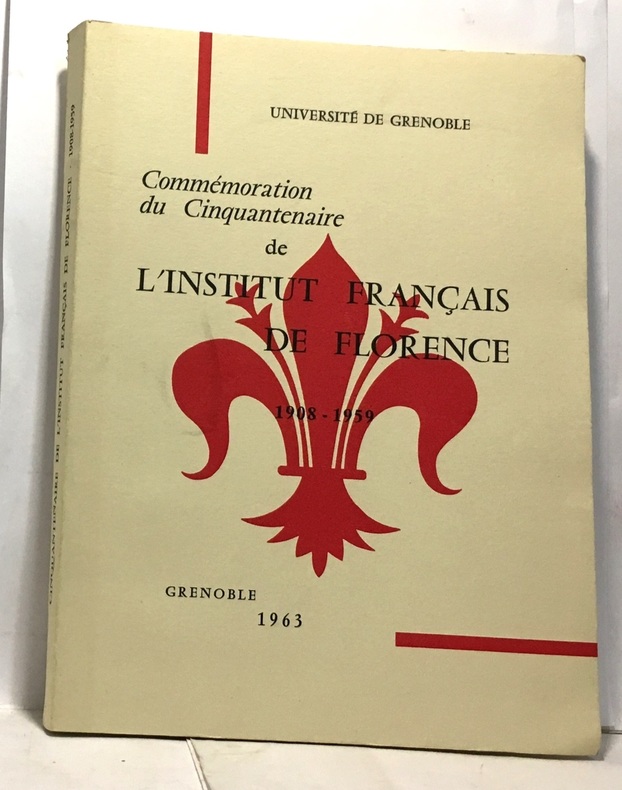 UNIVERSITÉ DE GRENOBLE
Commémoration
du Cinquantenaire
de
L'INSTITUT FRANÇAIS
DE FLORENCE
1908-1959
GRENOBLE
1963
CINQUANTENAIRE DE L'INSTITUT FRANÇAIS DE FLORENCE - 1908-1959